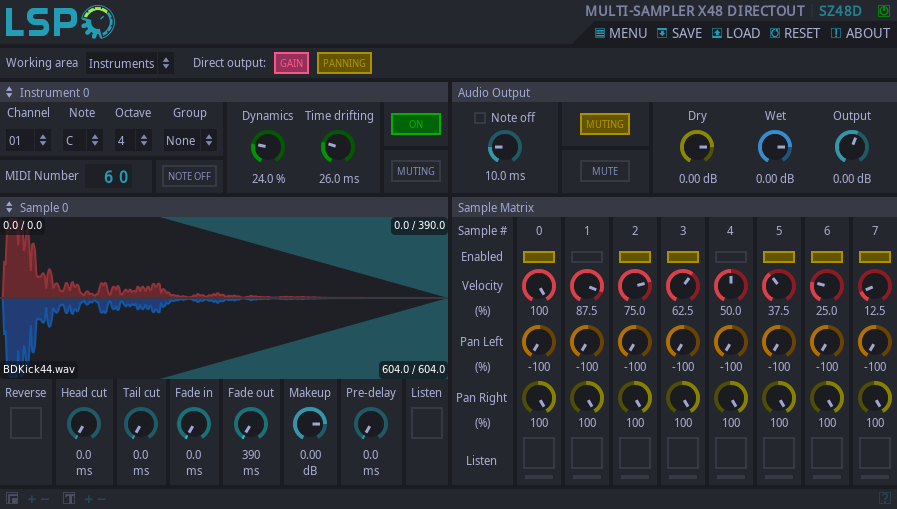 LSP
MULTI-SAMPLER X48 DIRECTOUT SZ48D
MENU SAVE LOAD RESET ABOUT
Working area Instruments Direct output: GAIN PANNING
Instrument 0
Channel Note Octave Group
01 C 4 None
MIDI Number 60 NOTE OFF
Dynamics Time drifting
24.0 % 26.0 ms
ON
MUTING
Audio Output
Note off
10.0 ms
MUTING
MUTE
Dry Wet Output
0.00 dB 0.00 dB 0.00 dB
Sample 0
0.0 / 0.0 0.0 / 390.0
BDKick44.wav 604.0 / 604.0
Reverse Head cut Tail cut Fade in Fade out Makeup Pre-delay Listen
0.0 0.0 0.0 390 0.00 0.0
ms ms ms ms dB ms
Sample Matrix
Sample # 0 1 2 3 4 5 6 7
Enabled
Velocity
(%) 100 87.5 75.0 62.5 50.0 37.5 25.0 12.5
Pan Left
(%) -100 -100 -100 -100 -100 -100 -100 -100
Pan Right
(%) 100 100 100 100 100 100 100 100
Listen
+ − T + − ?